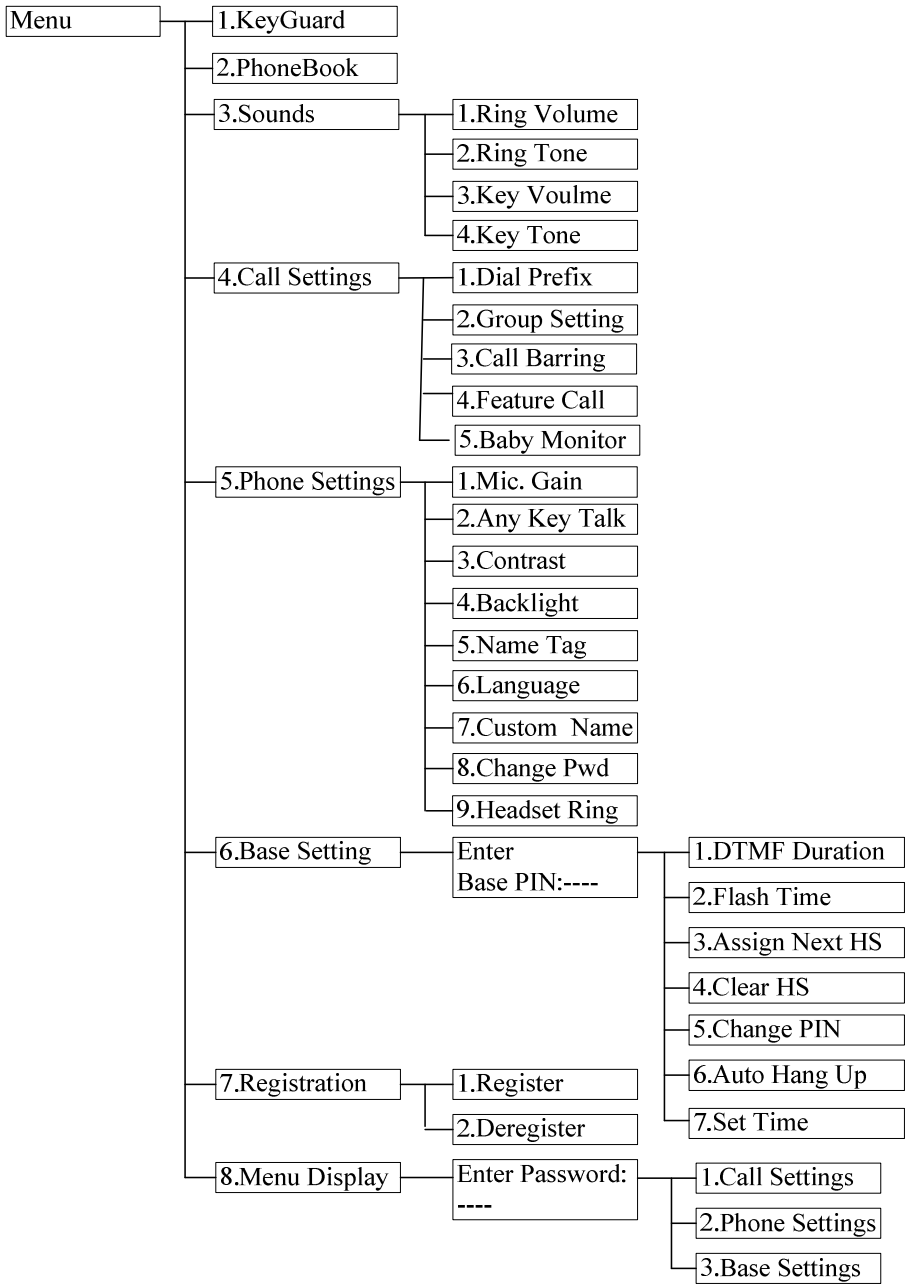 Menu
1.KeyGuard
2.PhoneBook
3.Sounds
1.Ring Volume
2.Ring Tone
3.Key Voulme
4.Key Tone
4.Call Settings
1.Dial Prefix
2.Group Setting
3.Call Barring
4.Feature Call
5.Baby Monitor
5.Phone Settings
1.Mic. Gain
2.Any Key Talk
3.Contrast
4.Backlight
5.Name Tag
6.Language
7.Custom  Name
8.Change Pwd
9.Headset Ring
6.Base Setting
Enter
Base PIN:----
1.DTMF Duration
2.Flash Time
3.Assign Next HS
4.Clear HS
5.Change PIN
6.Auto Hang Up
7.Set Time
7.Registration
1.Register
2.Deregister
8.Menu Display
Enter Password:
----
1.Call Settings
2.Phone Settings
3.Base Settings